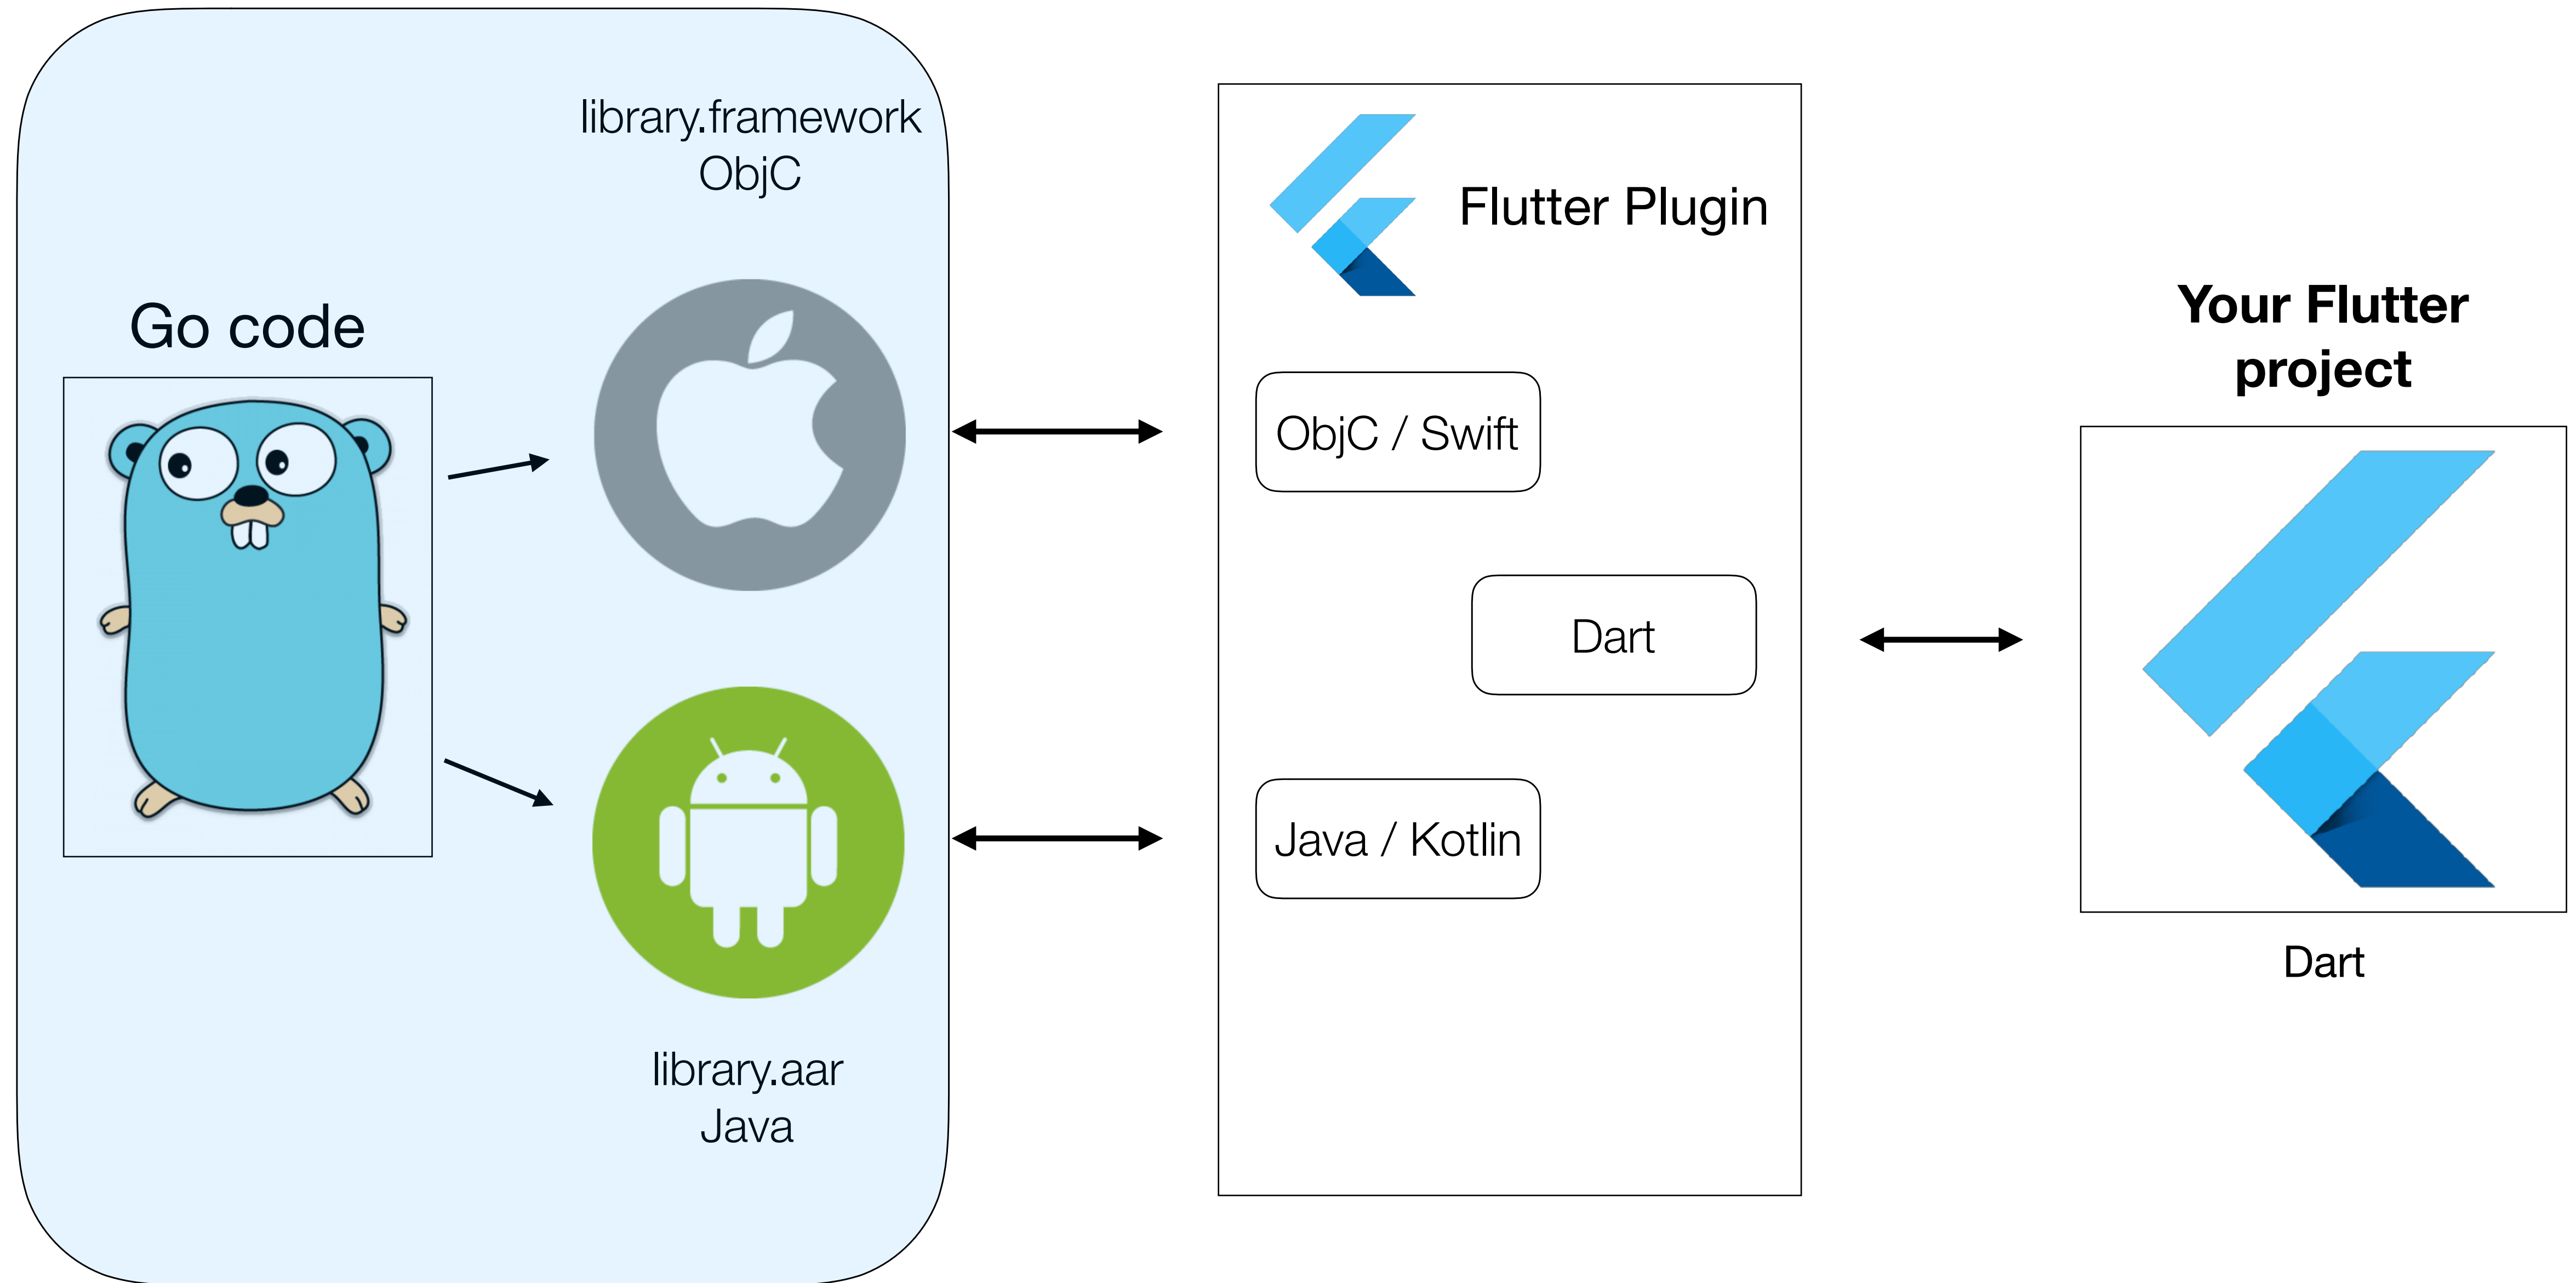 library.framework
ObjC
Go code
library.aar
Java
Flutter Plugin
ObjC / Swift
Dart
Java / Kotlin
Your Flutter
project
Dart